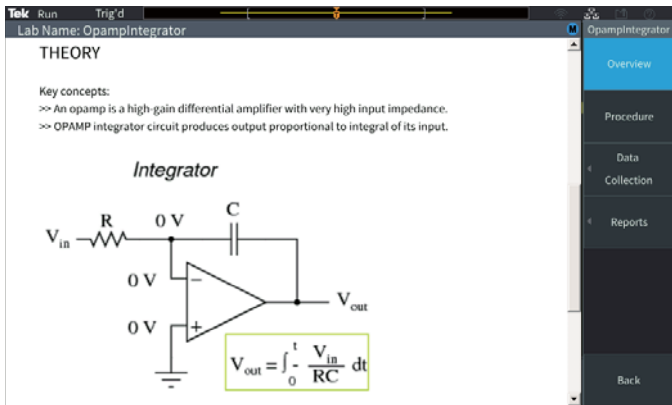 Tek Run Trig'd
Lab Name: OpampIntegrator
M
OpampIntegrator
THEORY
Key concepts:
>> An opamp is a high-gain differential amplifier with very high input impedance.
>> OPAMP integrator circuit produces output proportional to integral of its input.
Integrator
Vin
R
0 V
C
0 V
−
0 V
+
Vout
Vout = ∫0t - Vin/RC dt
Overview
Procedure
Data
Collection
Reports
Back